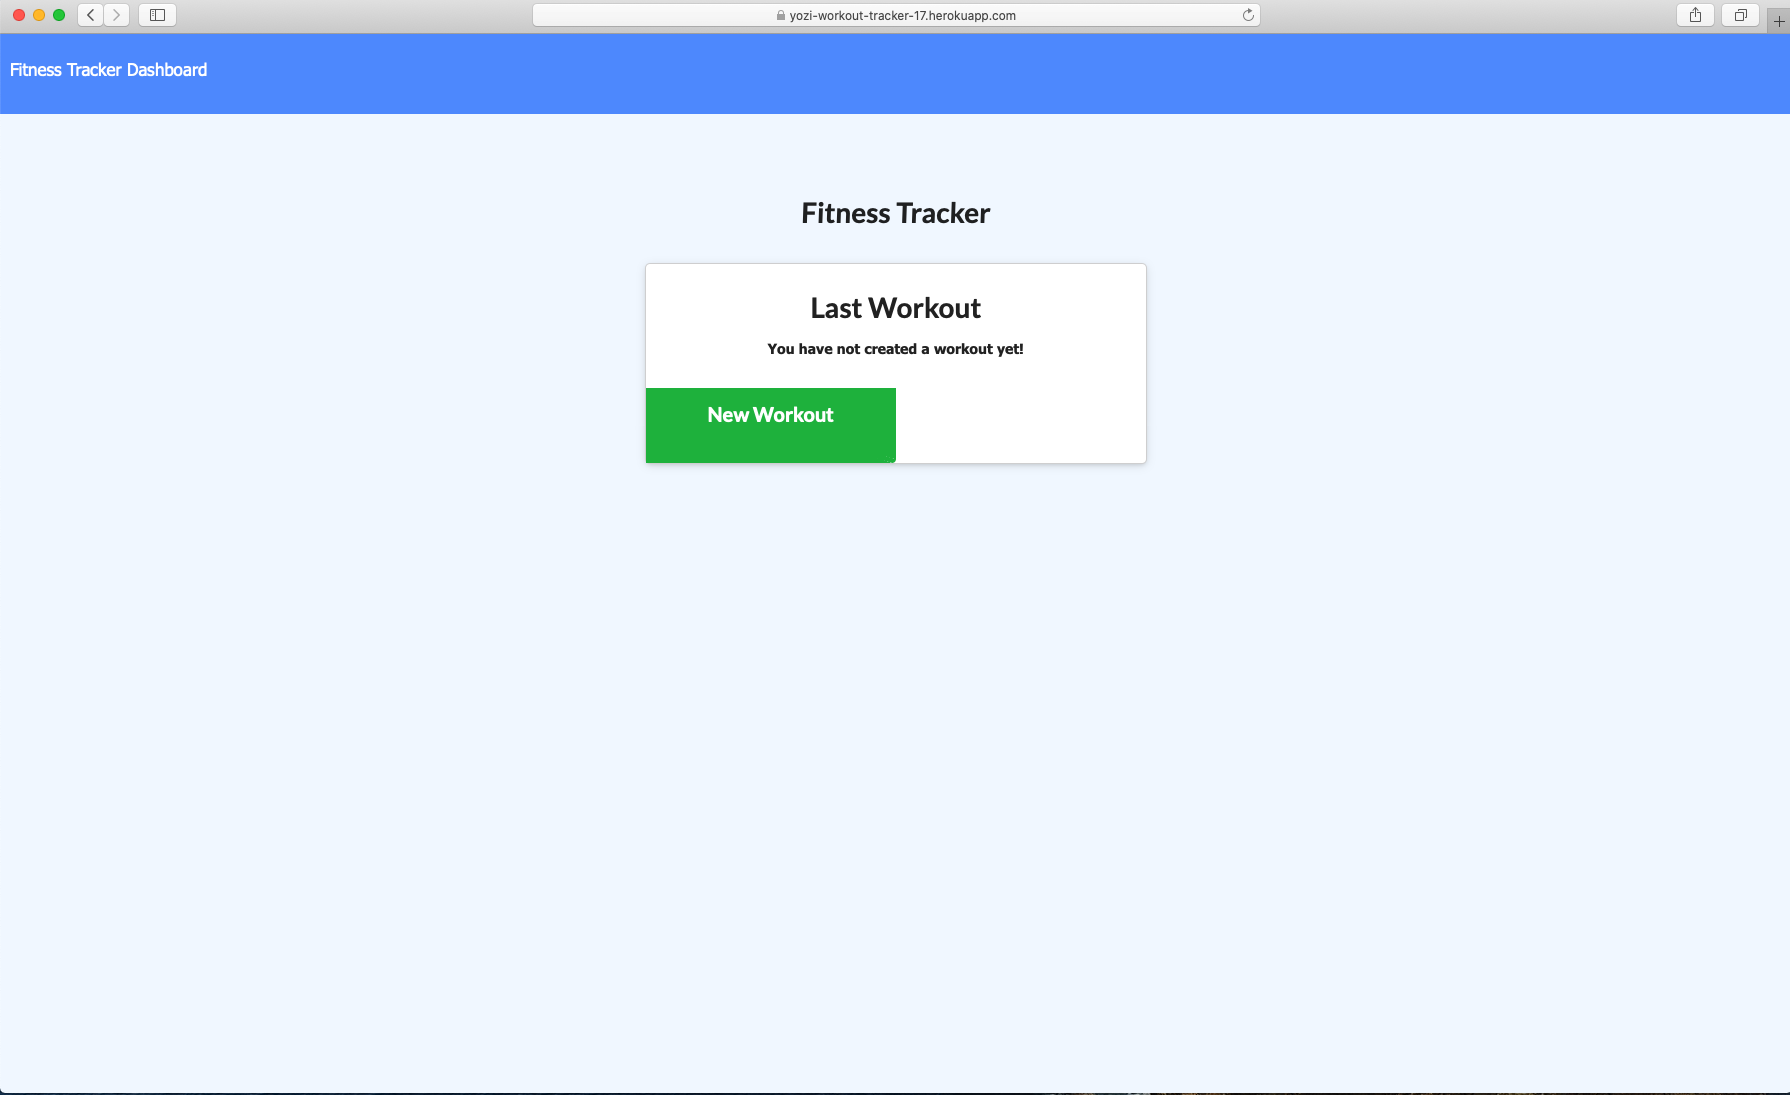 yozi-workout-tracker-17.herokuapp.com
Fitness Tracker Dashboard
Fitness Tracker
Last Workout
You have not created a workout yet!
New Workout